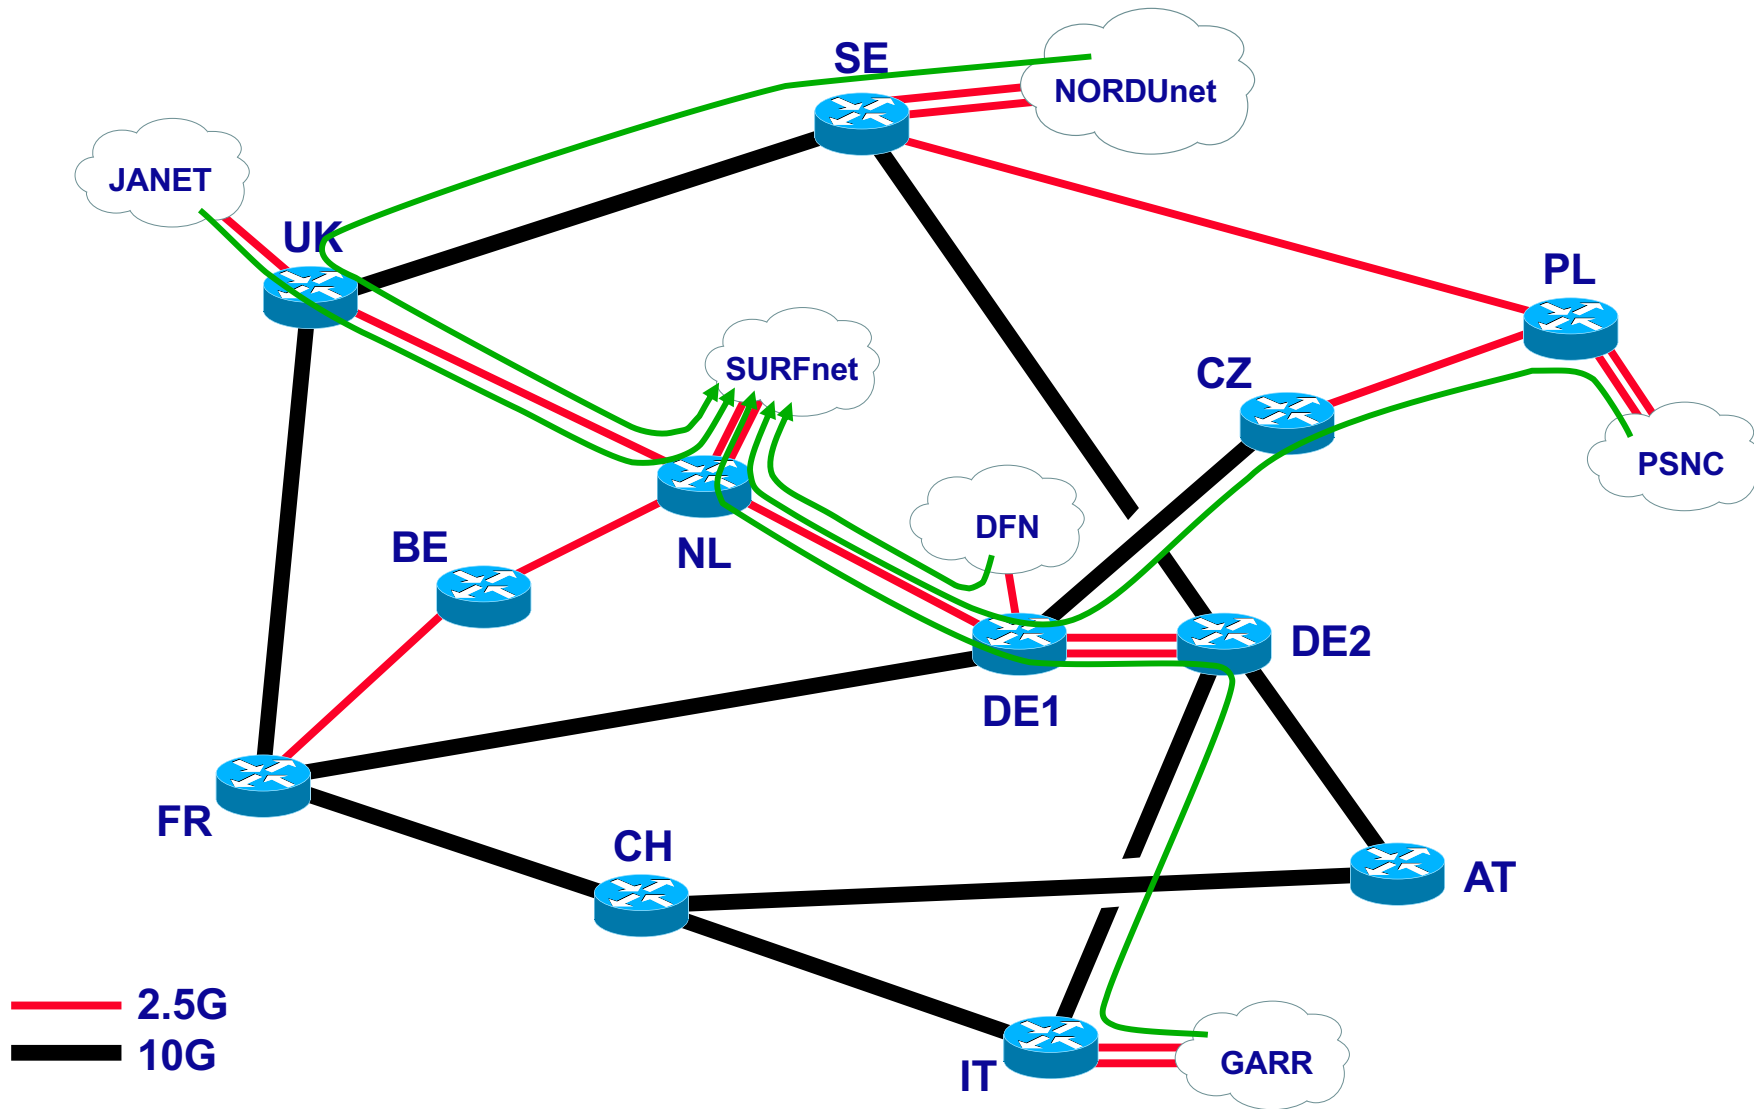 SE
NORDUnet
JANET
UK
PL
SURFnet
CZ
PSNC
DFN
BE
NL
DE2
DE1
FR
CH
AT
2.5G
10G
IT
GARR